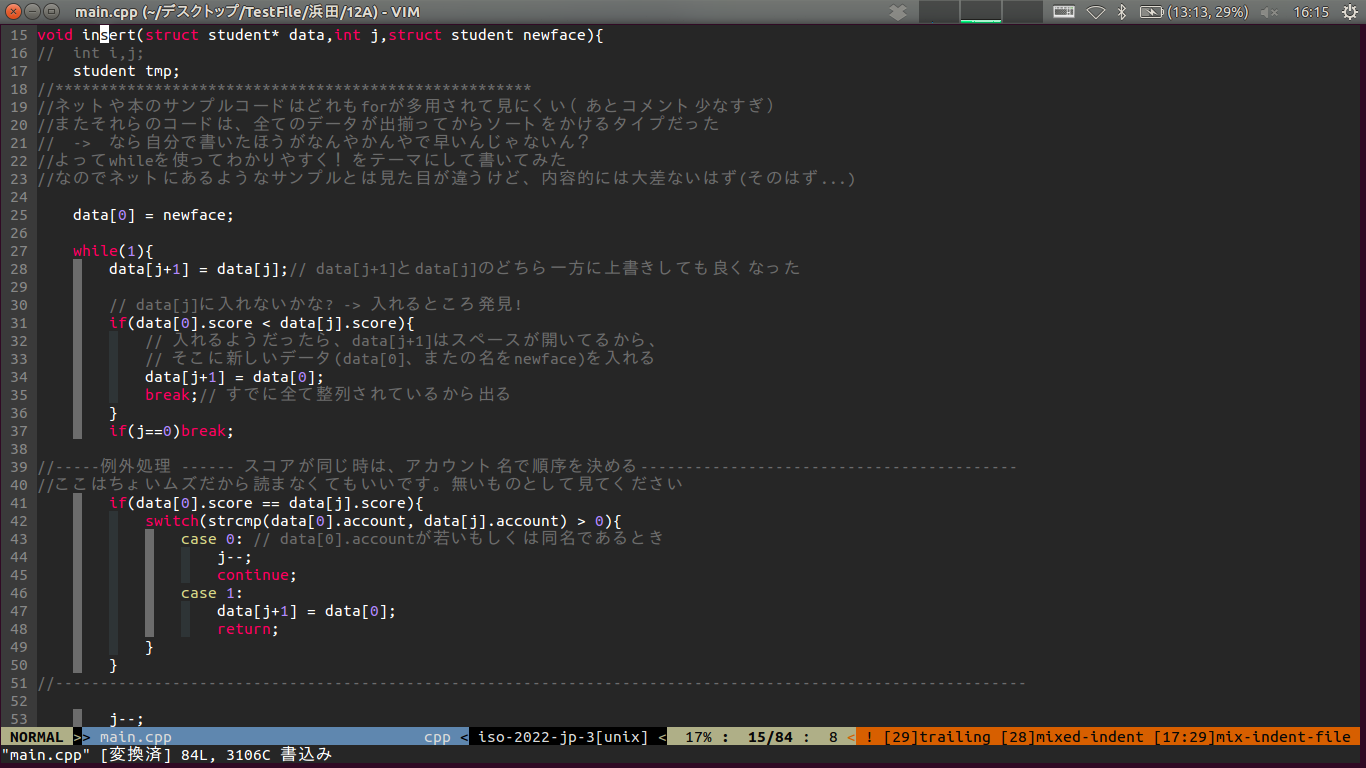 main.cpp (~/デスクトップ/TestFile/浜田/12A) - VIM (13:13, 29%) 16:15
15 void insert(struct student* data,int j,struct student newface){
16 //  int i,j;
17     student tmp;
18 //*****************************************************
19 //ネットや本のサンプルコードはどれもforが多用されて見にくい(あとコメント少なすぎ)
20 //またそれらのコードは、全てのデータが出揃ってからソートをかけるタイプだった
21 //  ->  なら自分で書いたほうがなんやかんやで早いんじゃないん?
22 //よってwhileを使ってわかりやすく!をテーマにして書いてみた
23 //なのでネットにあるようなサンプルとは見た目が違うけど、内容的には大差ないはず(そのはず...)
24
25     data[0] = newface;
26
27     while(1){
28         data[j+1] = data[j];// data[j+1]とdata[j]のどちら一方に上書きしても良くなった
29
30         // data[j]に入れないかな? -> 入れるところ発見!
31         if(data[0].score < data[j].score){
32             // 入れるようだったら、data[j+1]はスペースが開いてるから、
33             // そこに新しいデータ(data[0]、またの名をnewface)を入れる
34             data[j+1] = data[0];
35             break;// すでに全て整列されているから出る
36         }
37         if(j==0)break;
38
39 //-----例外処理 ------ スコアが同じ時は、アカウント名で順序を決める------------------------------------------
40 //ここはちょいムズだから読まなくてもいいです。無いものとして見てください
41         if(data[0].score == data[j].score){
42             switch(strcmp(data[0].account, data[j].account) > 0){
43                 case 0: // data[0].accountが若いもしくは同名であるとき
44                     j--;
45                     continue;
46                 case 1:
47                     data[j+1] = data[0];
48                     return;
49             }
50         }
51 //------------------------------------------------------------------------------------------------------------
52
53         j--;
NORMAL >> main.cpp cpp < iso-2022-jp-3[unix] < 17% : 15/84 : 8 < ! [29]trailing [28]mixed-indent [17:29]mix-indent-file
"main.cpp" [変換済] 84L, 3106C 書込み